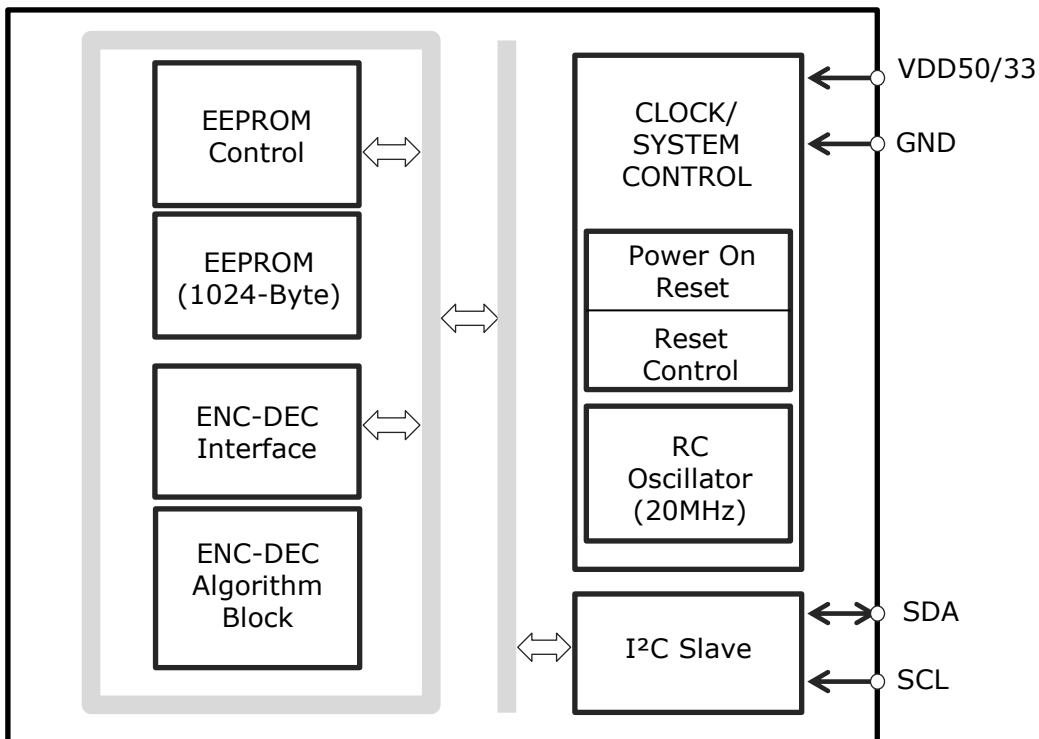 EEPROM
Control
EEPROM
(1024-Byte)
ENC-DEC
Interface
ENC-DEC
Algorithm
Block
CLOCK/
SYSTEM
CONTROL
Power On
Reset
Reset
Control
RC
Oscillator
(20MHz)
I²C Slave
VDD50/33
GND
SDA
SCL